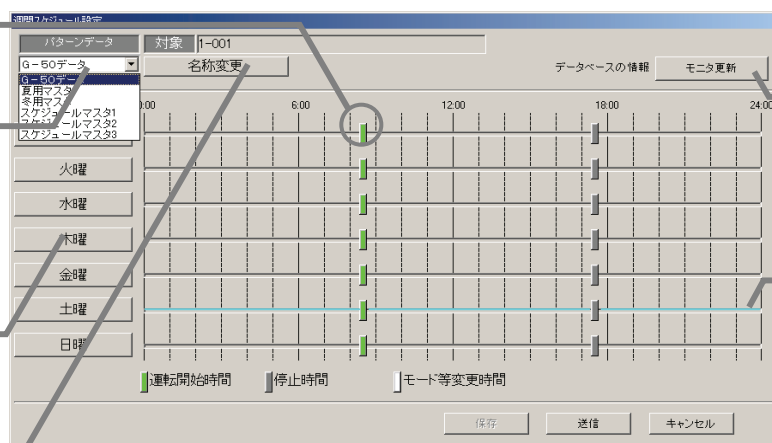 週間スケジュール設定
パターンデータ 対象 1-001
G-50データ 名称変更 データベースの情報 モニタ更新
G-50データ
夏用マスタ
冬用マスタ
スケジュールマスタ1
スケジュールマスタ2
スケジュールマスタ3
:00 6:00 12:00 18:00 24:00
火曜
水曜
木曜
金曜
土曜
日曜
運転開始時間 停止時間 モード等変更時間
保存 送信 キャンセル